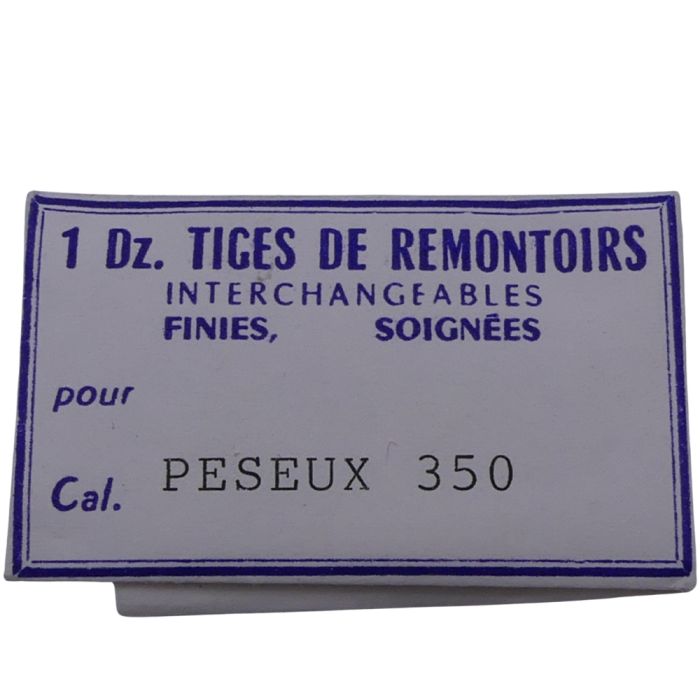 1 Dz. TIGES DE REMONTOIRS
INTERCHANGEABLES
FINIES, SOIGNÉES
pour
Cal. PESEUX 350